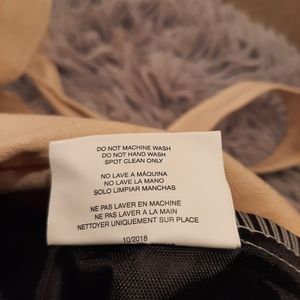 DO NOT MACHINE WASH
DO NOT HAND WASH
SPOT CLEAN ONLY
NO LAVE A MÁQUINA
NO LAVE LA MANO
SOLO LIMPIAR MANCHAS
NE PAS LAVER EN MACHINE
NE PAS LAVER A LA MAIN
NETTOYER UNIQUEMENT SUR PLACE
10/2018